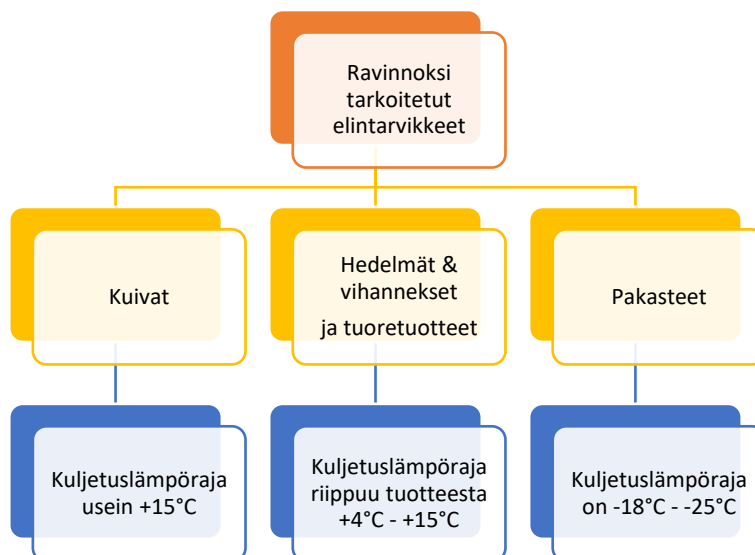 Ravinnoksi
tarkoitetut
elintarvikkeet
Kuivat
Hedelmät &
vihannekset
ja tuoretuotteet
Pakasteet
Kuljetuslämpöraja
usein +15°C
Kuljetuslämpöraja
riippuu tuotteesta
+4°C - +15°C
Kuljetuslämpöraja
on -18°C - -25°C